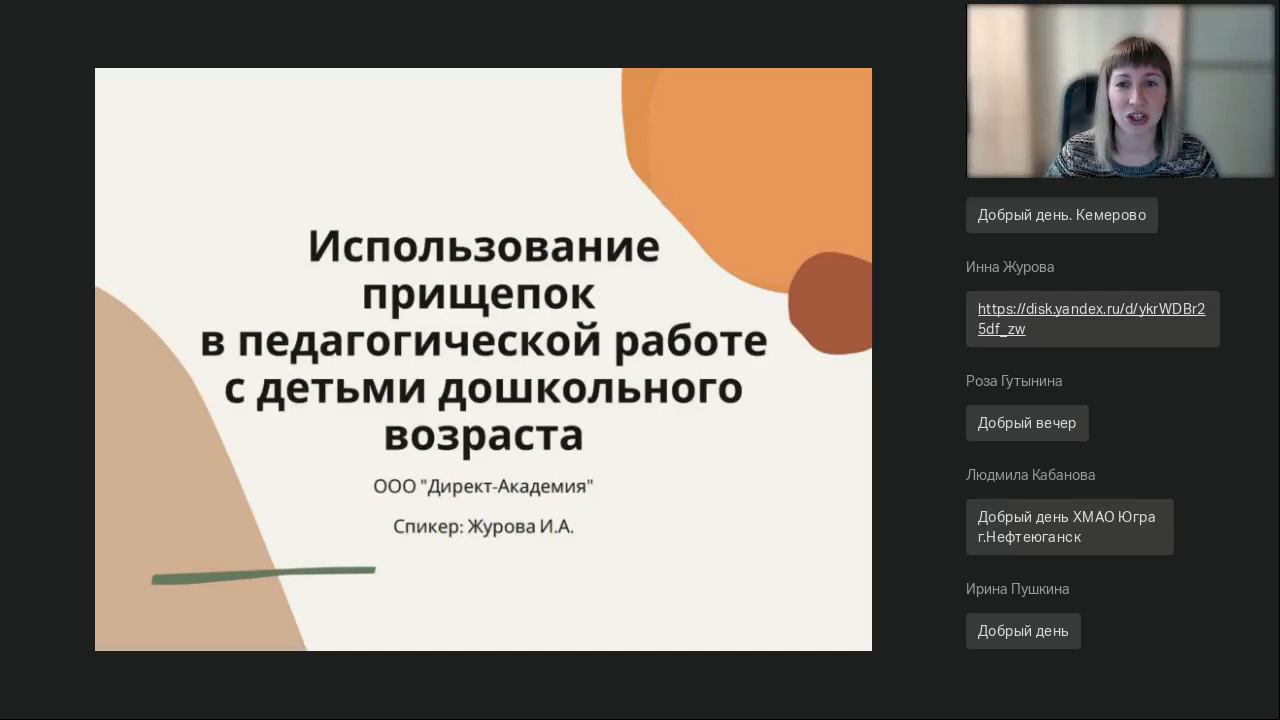 Использование
прищепок
в педагогической работе
с детьми дошкольного
возраста
ООО "Директ-Академия"
Спикер: Журова И.А.
Добрый день. Кемерово
Инна Журова
https://disk.yandex.ru/d/ykrWDBr2
5df_zw
Роза Гутынина
Добрый вечер
Людмила Кабанова
Добрый день ХМАО Югра
г.Нефтеюганск
Ирина Пушкина
Добрый день